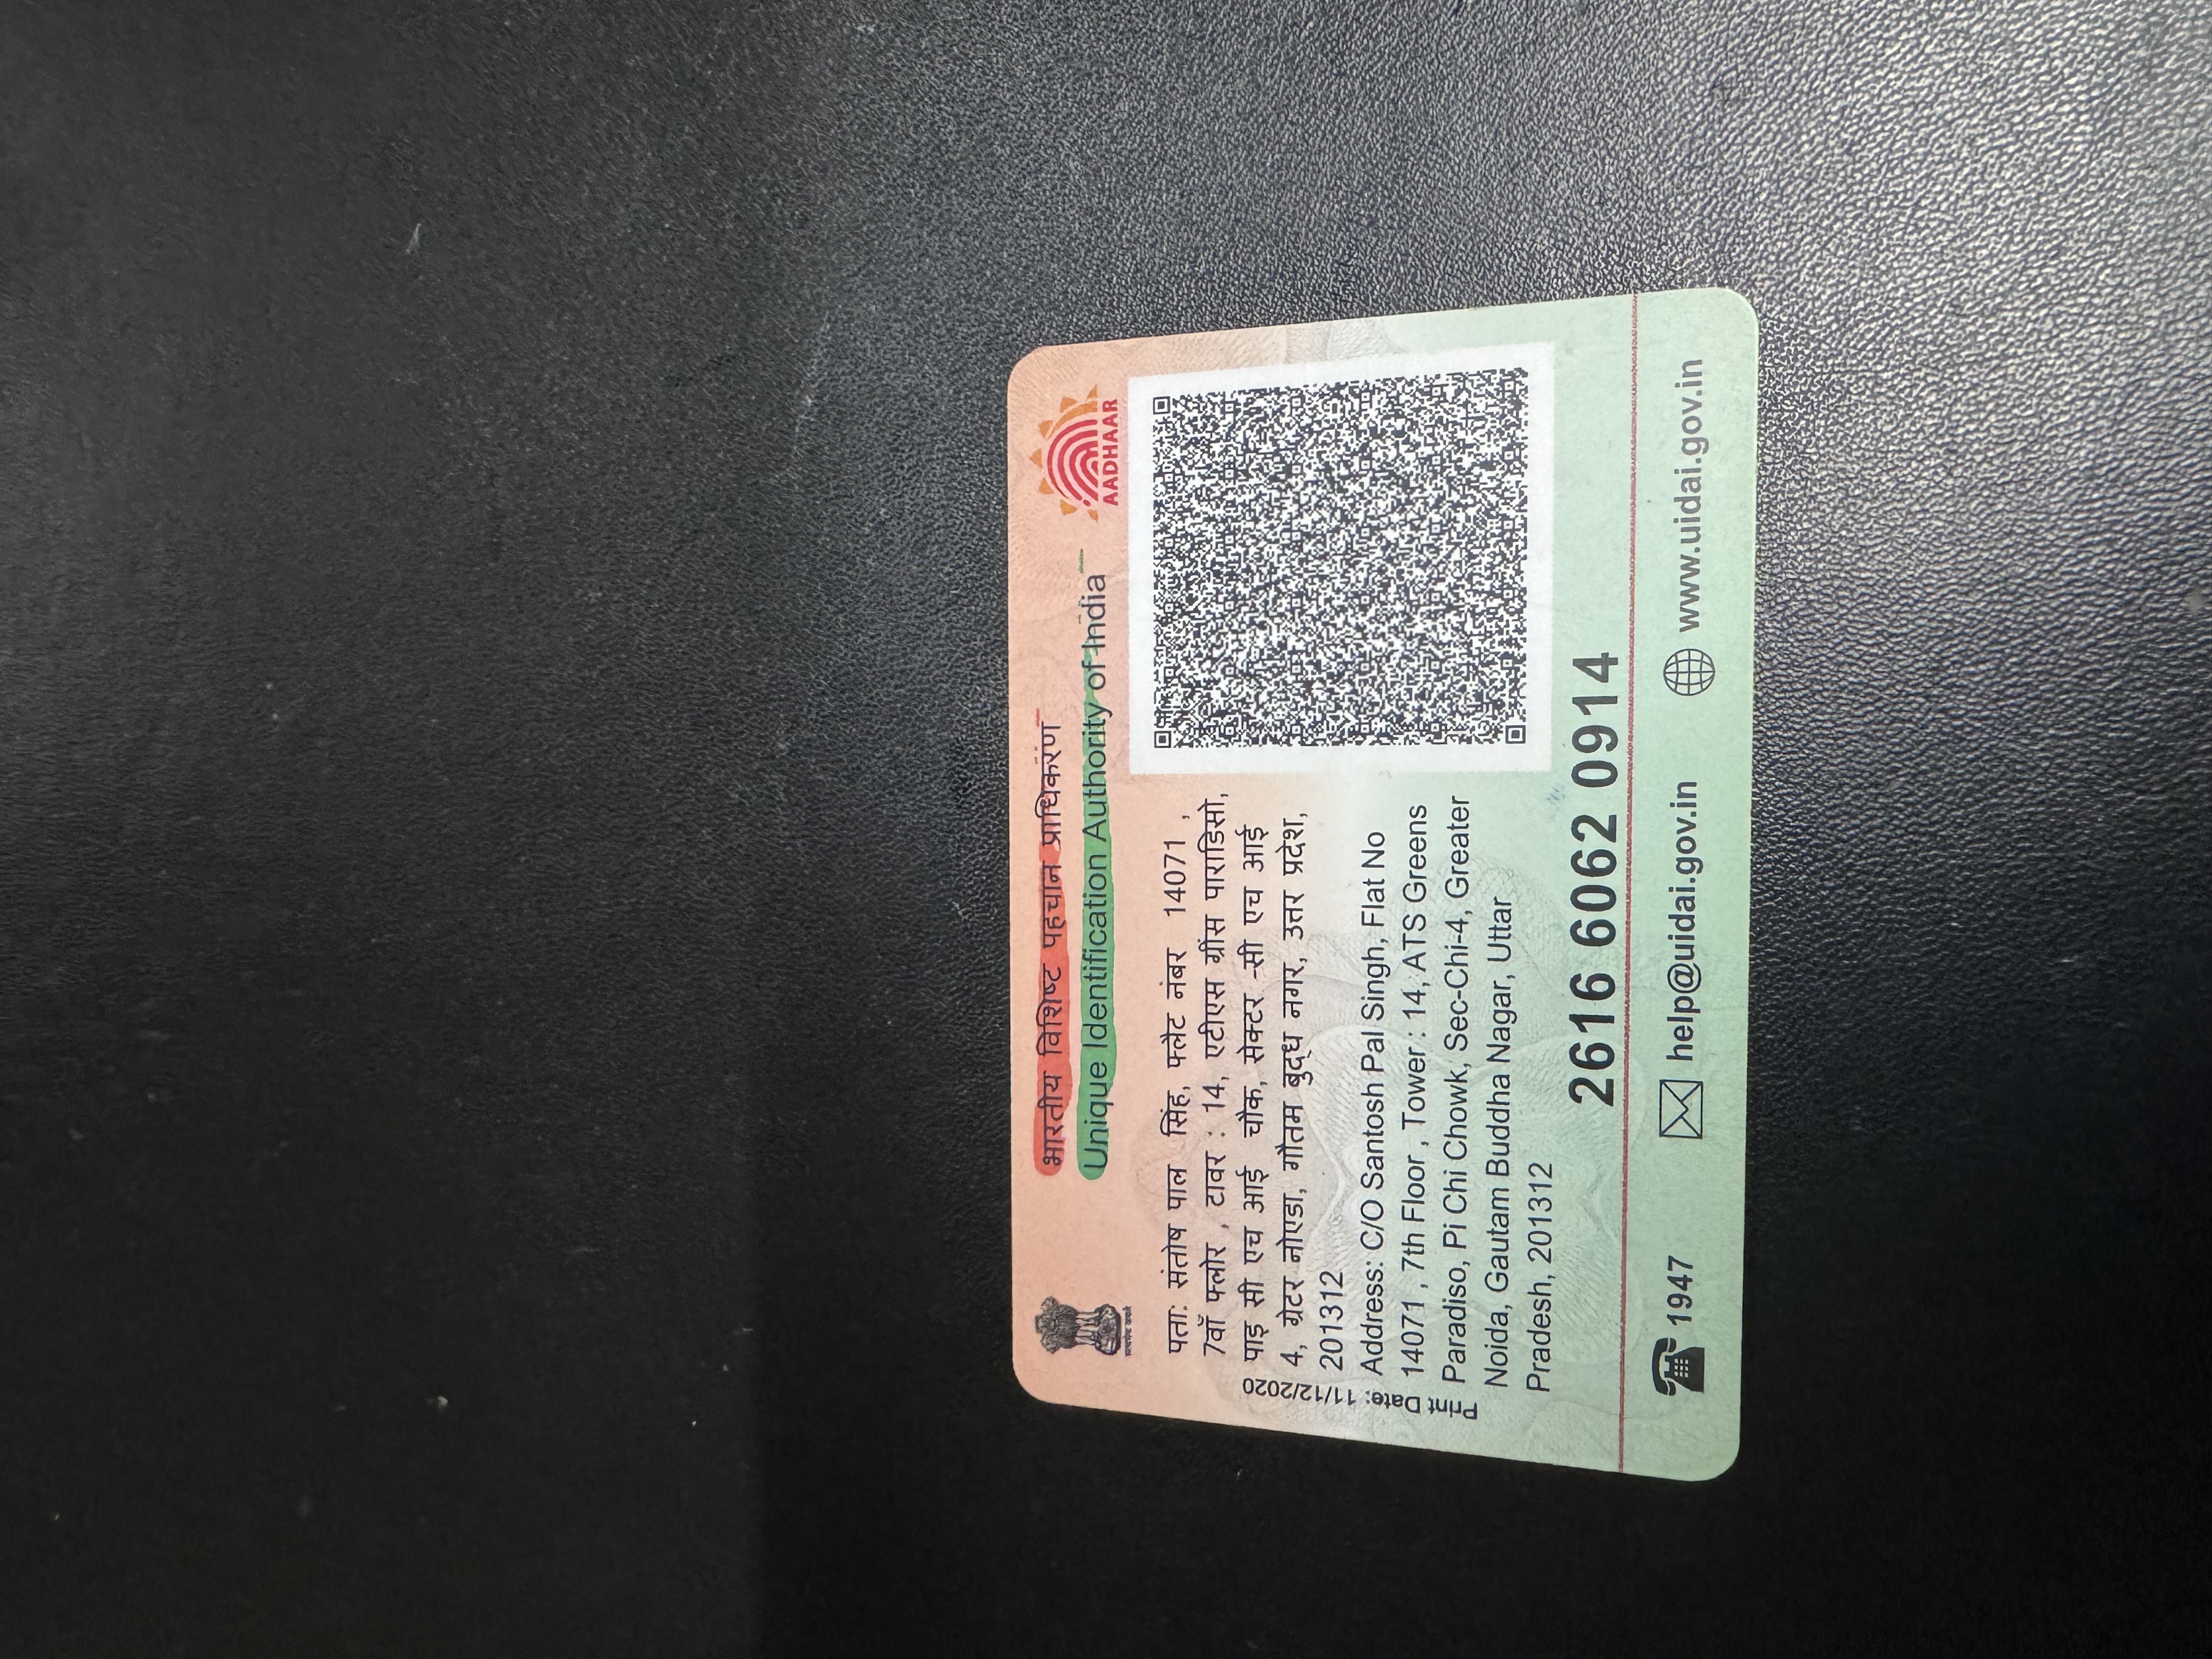 भारतीय विशिष्ट पहचान प्राधिकरण
Unique Identification Authority of India
AADHAAR
सत्यमेव जयते
पता: संतोष पाल सिंह, फ्लैट नंबर 14071 ,
7वाँ फ्लोर , टावर : 14, एटीएस ग्रींस पाराडिसो,
पाइ सी एच आई चौक, सेक्टर -सी एच आई
4, ग्रेटर नोएडा, गौतम बुद्ध नगर, उत्तर प्रदेश,
201312
Address: C/O Santosh Pal Singh, Flat No
14071 , 7th Floor , Tower : 14, ATS Greens
Paradiso, Pi Chi Chowk, Sec-Chi-4, Greater
Noida, Gautam Buddha Nagar, Uttar
Pradesh, 201312
Print Date: 11/12/2020
2616 6062 0914
1947
help@uidai.gov.in
www.uidai.gov.in